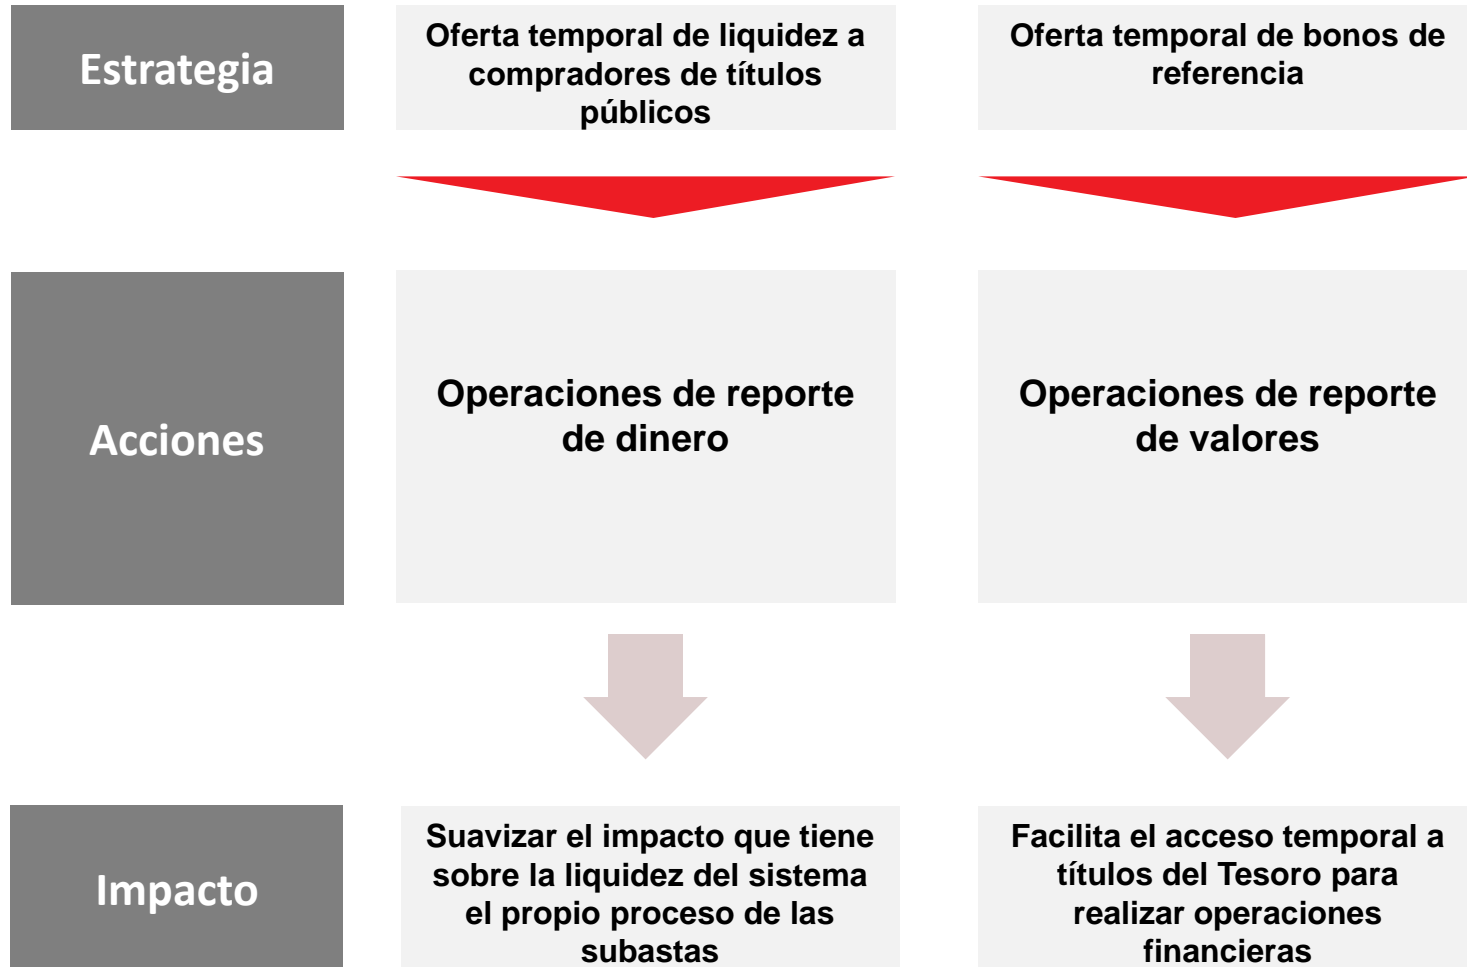 Estrategia
Oferta temporal de liquidez a
compradores de títulos
públicos
Oferta temporal de bonos de
referencia
Acciones
Operaciones de reporte
de dinero
Operaciones de reporte
de valores
Impacto
Suavizar el impacto que tiene
sobre la liquidez del sistema
el propio proceso de las
subastas
Facilita el acceso temporal a
títulos del Tesoro para
realizar operaciones
financieras